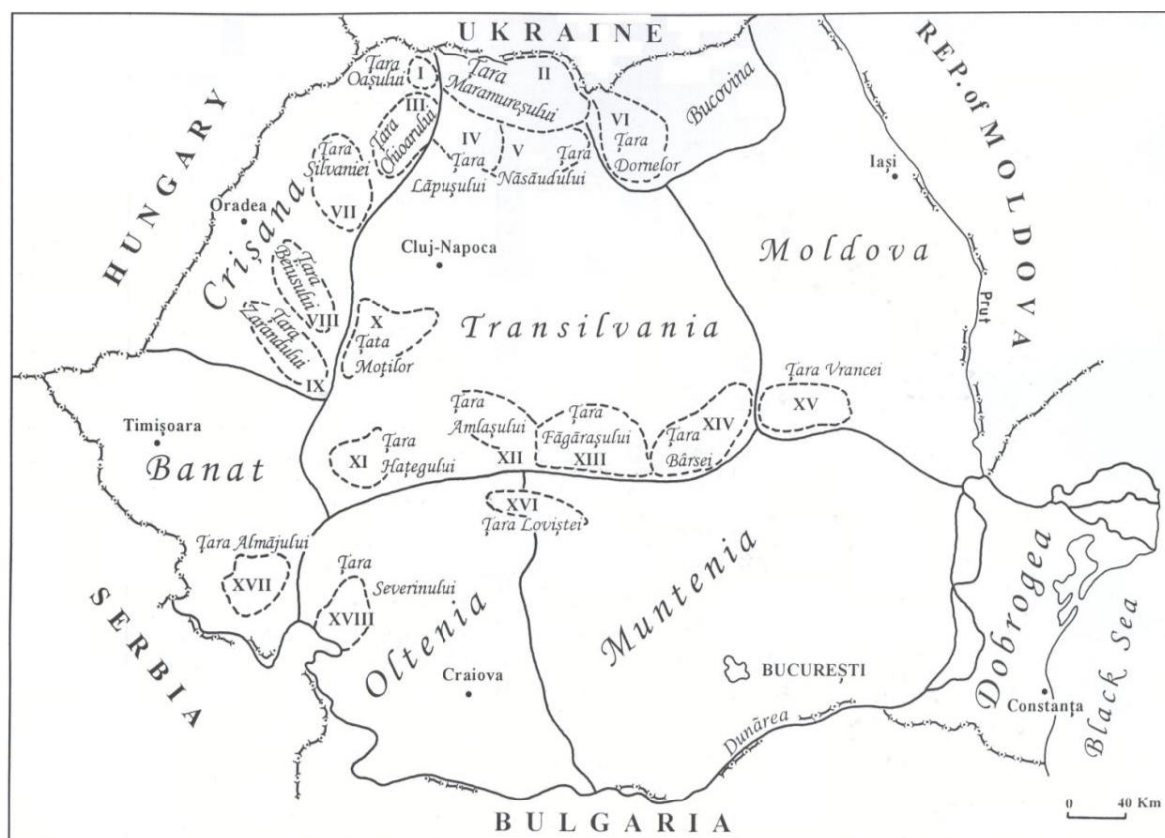 UKRAINE
REP. of MOLDOVA
HUNGARY
Țara
Oașului
I
Țara
Maramureșului
II
Bucovina
III
Țara
Chioarului
IV
Țara
Lăpușului
V
Țara
Năsăudului
VI
Țara
Dornelor
Iași
Țara
Silvaniei
VII
Oradea
Crișana
Cluj-Napoca
Moldova
Prut
Țara
Beiușului
VIII
Țara
Zarandului
IX
X
Țata
Moților
Transilvania
Țara Vrancei
XV
Timișoara
Banat
XI
Țara
Hațegului
Țara
Amlașului
XII
Țara
Făgărașului
XIII
XIV
Țara
Bârsei
XVI
Țara Loviștei
Țara Almăjului
XVII
Țara
Severinului
XVIII
SERBIA
Oltenia
Craiova
Muntenia
BUCUREȘTI
Dunărea
Dobrogea
Constanța
Black Sea
BULGARIA
0 40 Km